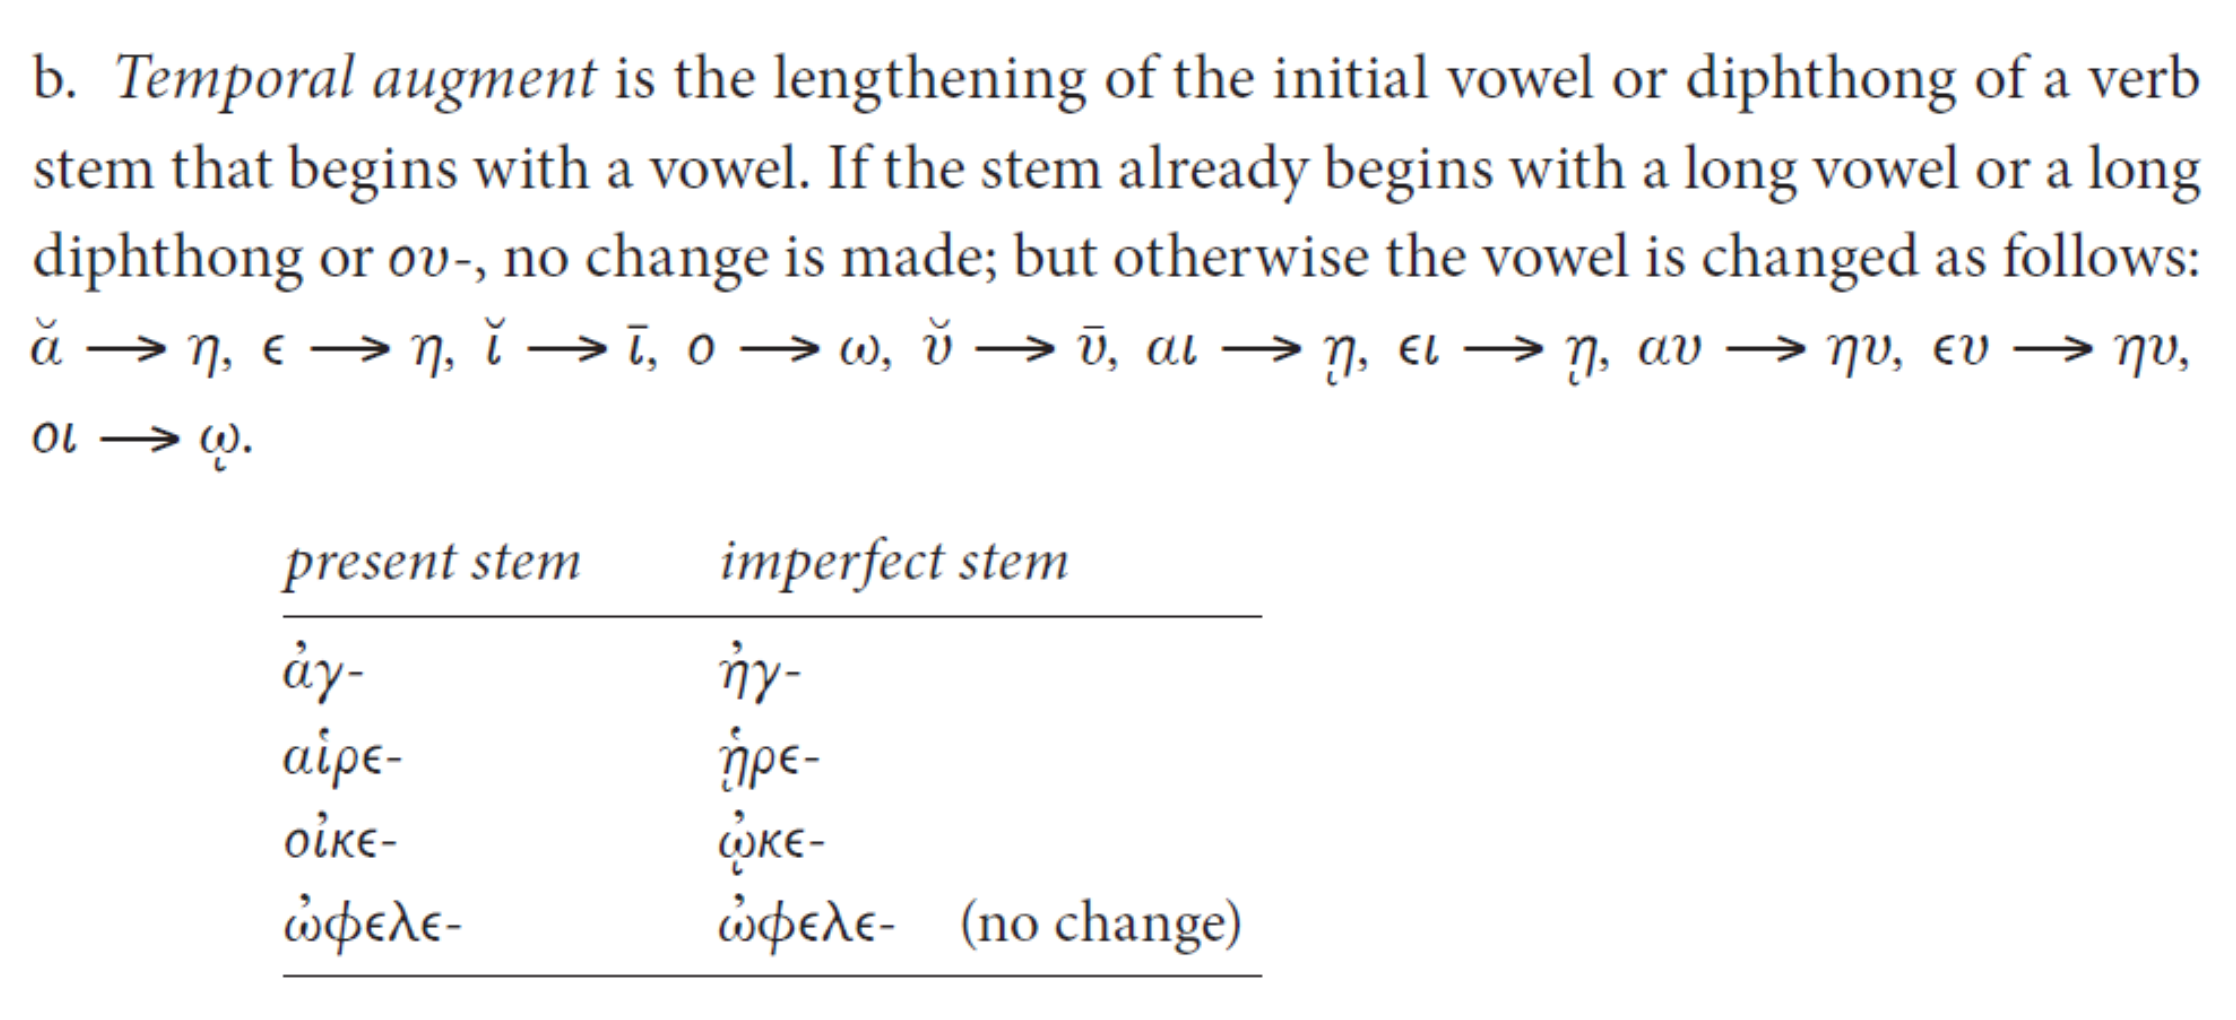 b. Temporal augment is the lengthening of the initial vowel or diphthong of a verb
stem that begins with a vowel. If the stem already begins with a long vowel or a long
diphthong or ου-, no change is made; but otherwise the vowel is changed as follows:
ᾰ → η, ε → η, ῐ → ῑ, ο → ω, ῠ → ῡ, αι → ῃ, ει → ῃ, αυ → ηυ, ευ → ηυ,
οι → ῳ.
present stem imperfect stem
ἀγ- ἠγ-
αἱρε- ᾑρε-
οἰκε- ᾠκε-
ὠφελε- ὠφελε- (no change)